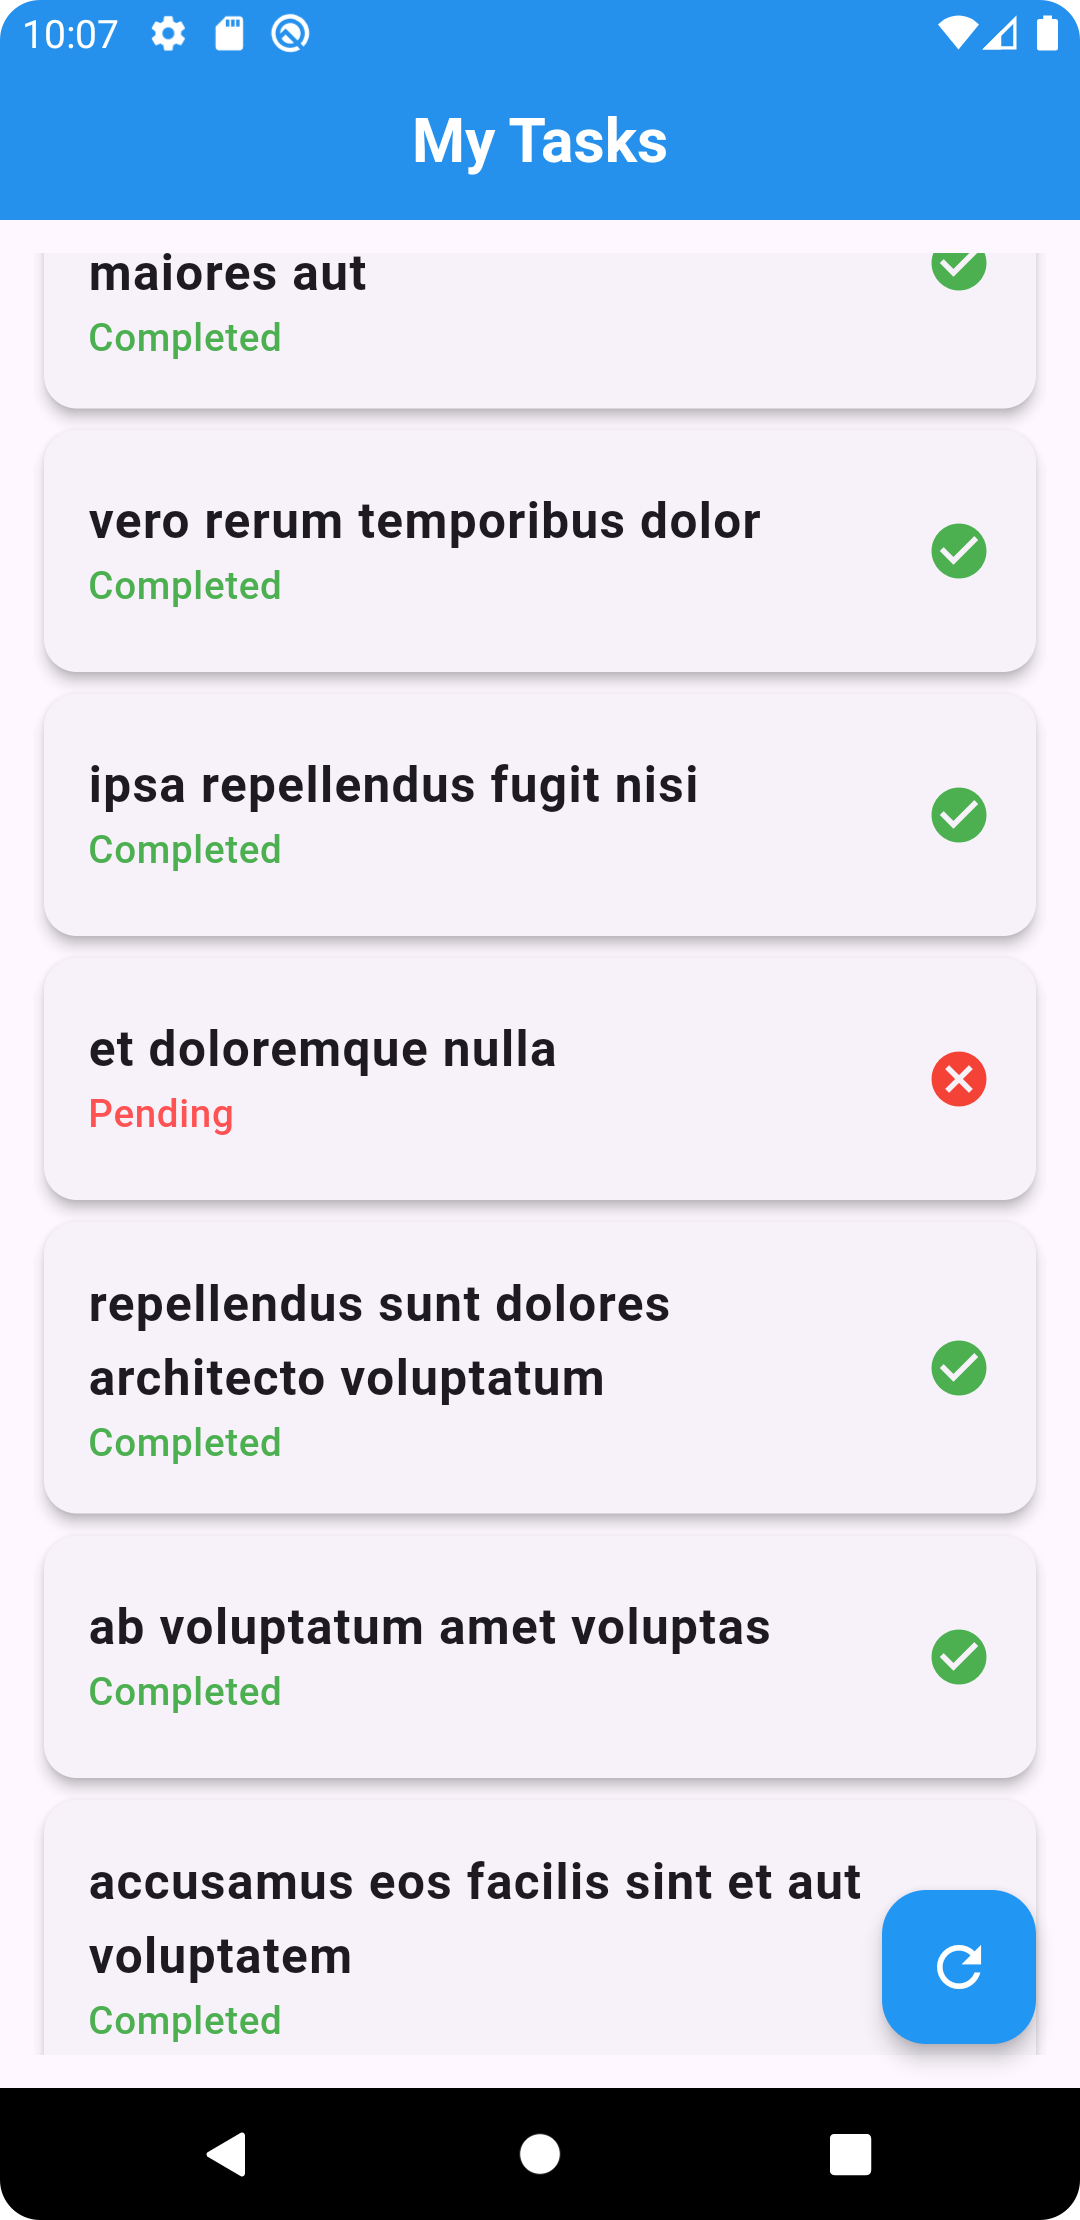 10:07
My Tasks
maiores aut
Completed
vero rerum temporibus dolor
Completed
ipsa repellendus fugit nisi
Completed
et doloremque nulla
Pending
repellendus sunt dolores
architecto voluptatum
Completed
ab voluptatum amet voluptas
Completed
accusamus eos facilis sint et aut
voluptatem
Completed